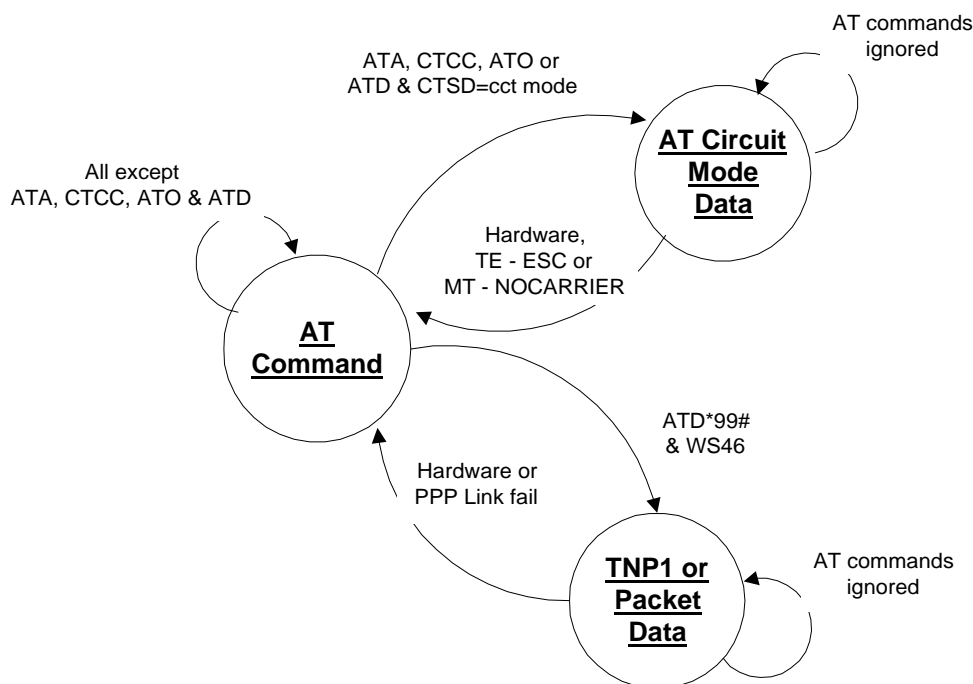 AT commands
ignored
ATA, CTCC, ATO or
ATD & CTSD=cct mode
AT Circuit
Mode
Data
All except
ATA, CTCC, ATO & ATD
Hardware,
TE - ESC or
MT - NOCARRIER
AT
Command
ATD*99#
& WS46
Hardware or
PPP Link fail
TNP1 or
Packet
Data
AT commands
ignored